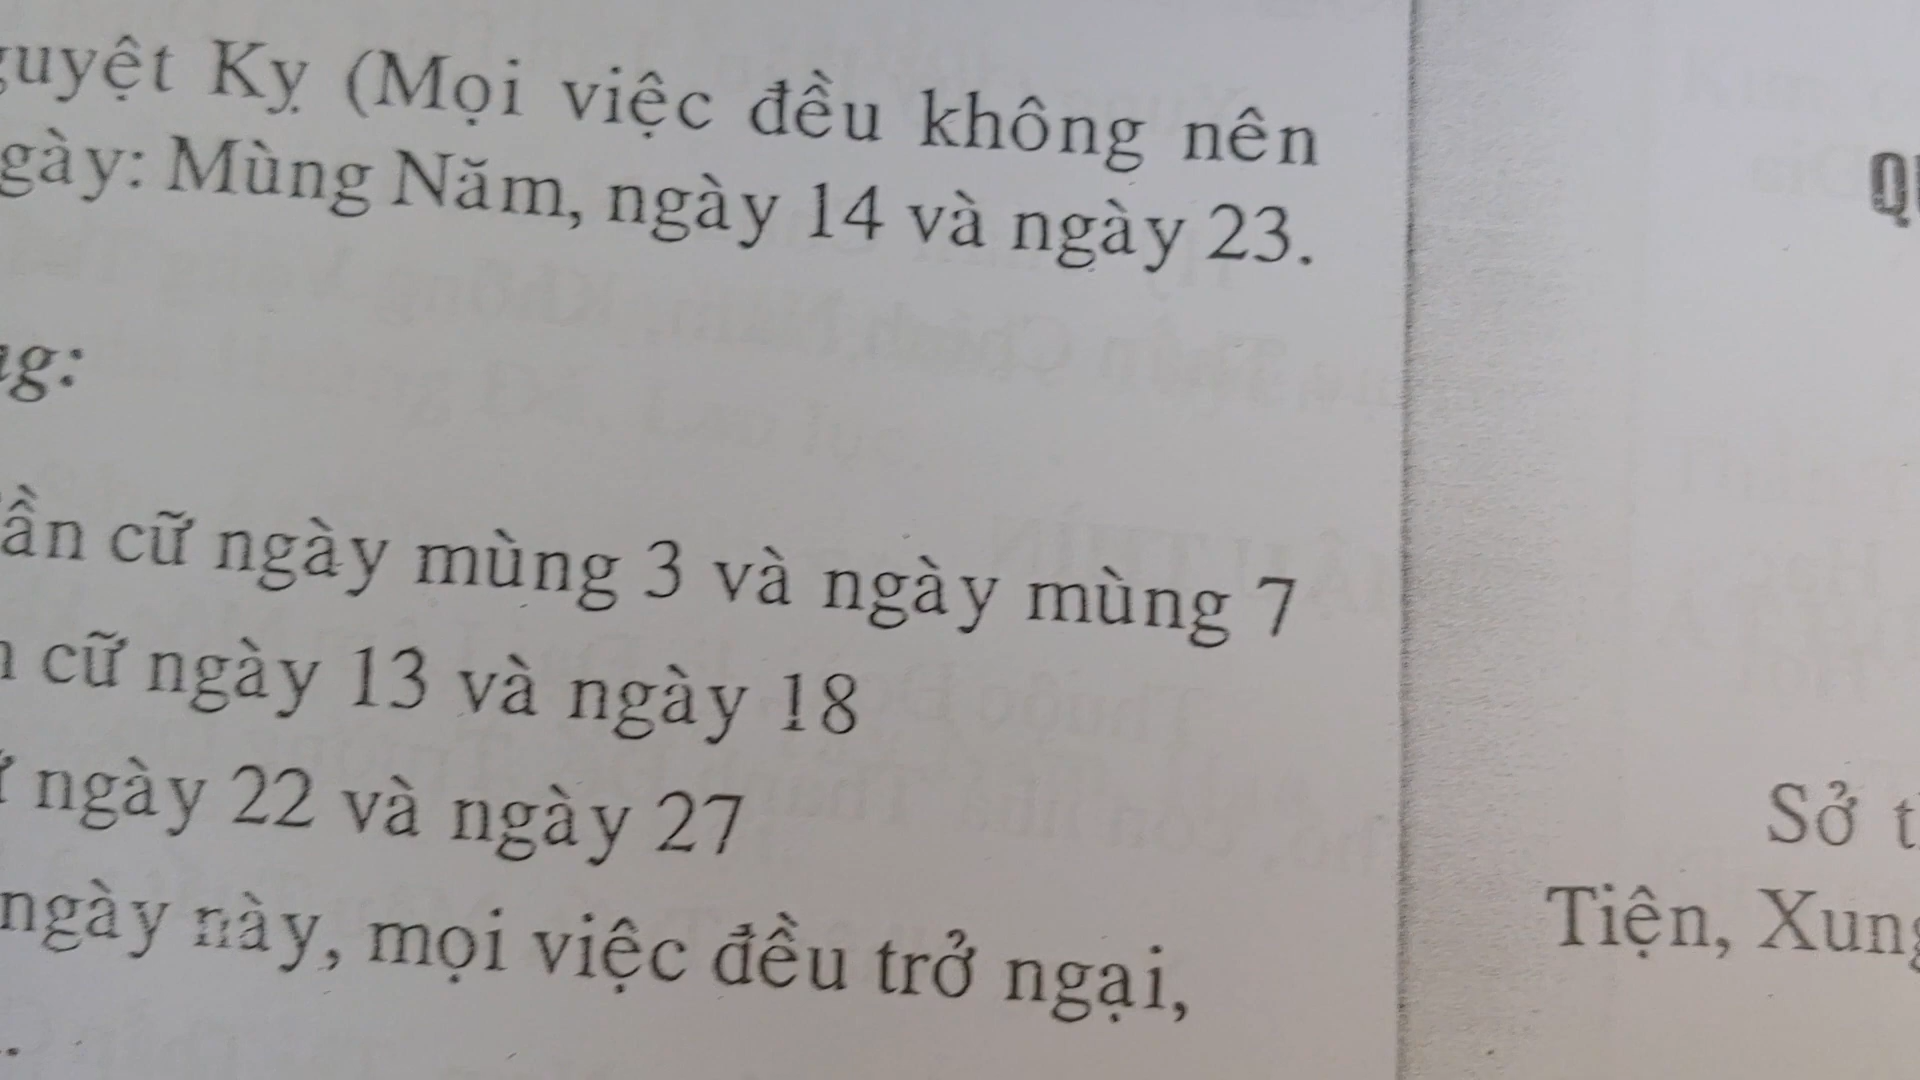 guyệt Kỵ (Mọi việc đều không nên
gày: Mùng Năm, ngày 14 và ngày 23.
g:
ần cữ ngày mùng 3 và ngày mùng 7
cữ ngày 13 và ngày 18
ngày 22 và ngày 27
ngày này, mọi việc đều trở ngại,
Sở t
Tiện, Xung